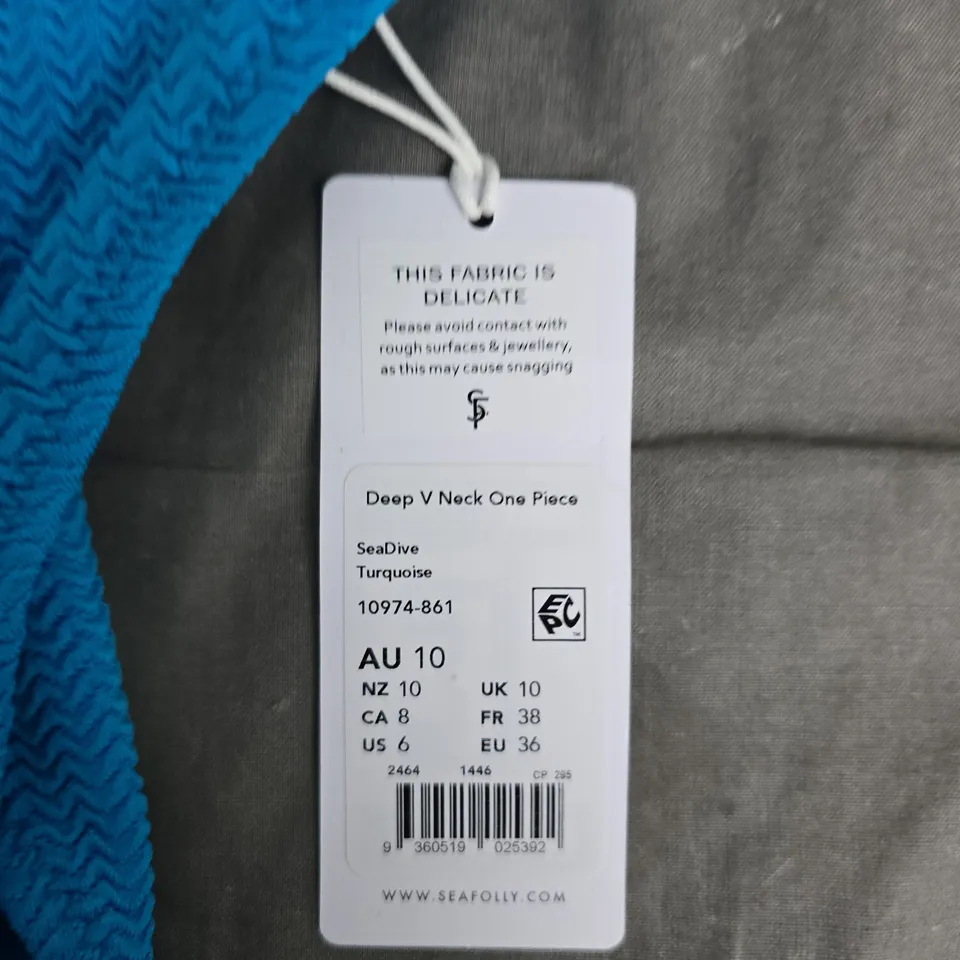 THIS FABRIC IS
DELICATE
Please avoid contact with
rough surfaces & jewellery,
as this may cause snagging
SF
Deep V Neck One Piece
SeaDive
Turquoise
10974-861
EPC™
AU 10
NZ 10 UK 10
CA 8 FR 38
US 6 EU 36
2464 1446 CP 295
9 360519 025392
WWW.SEAFOLLY.COM